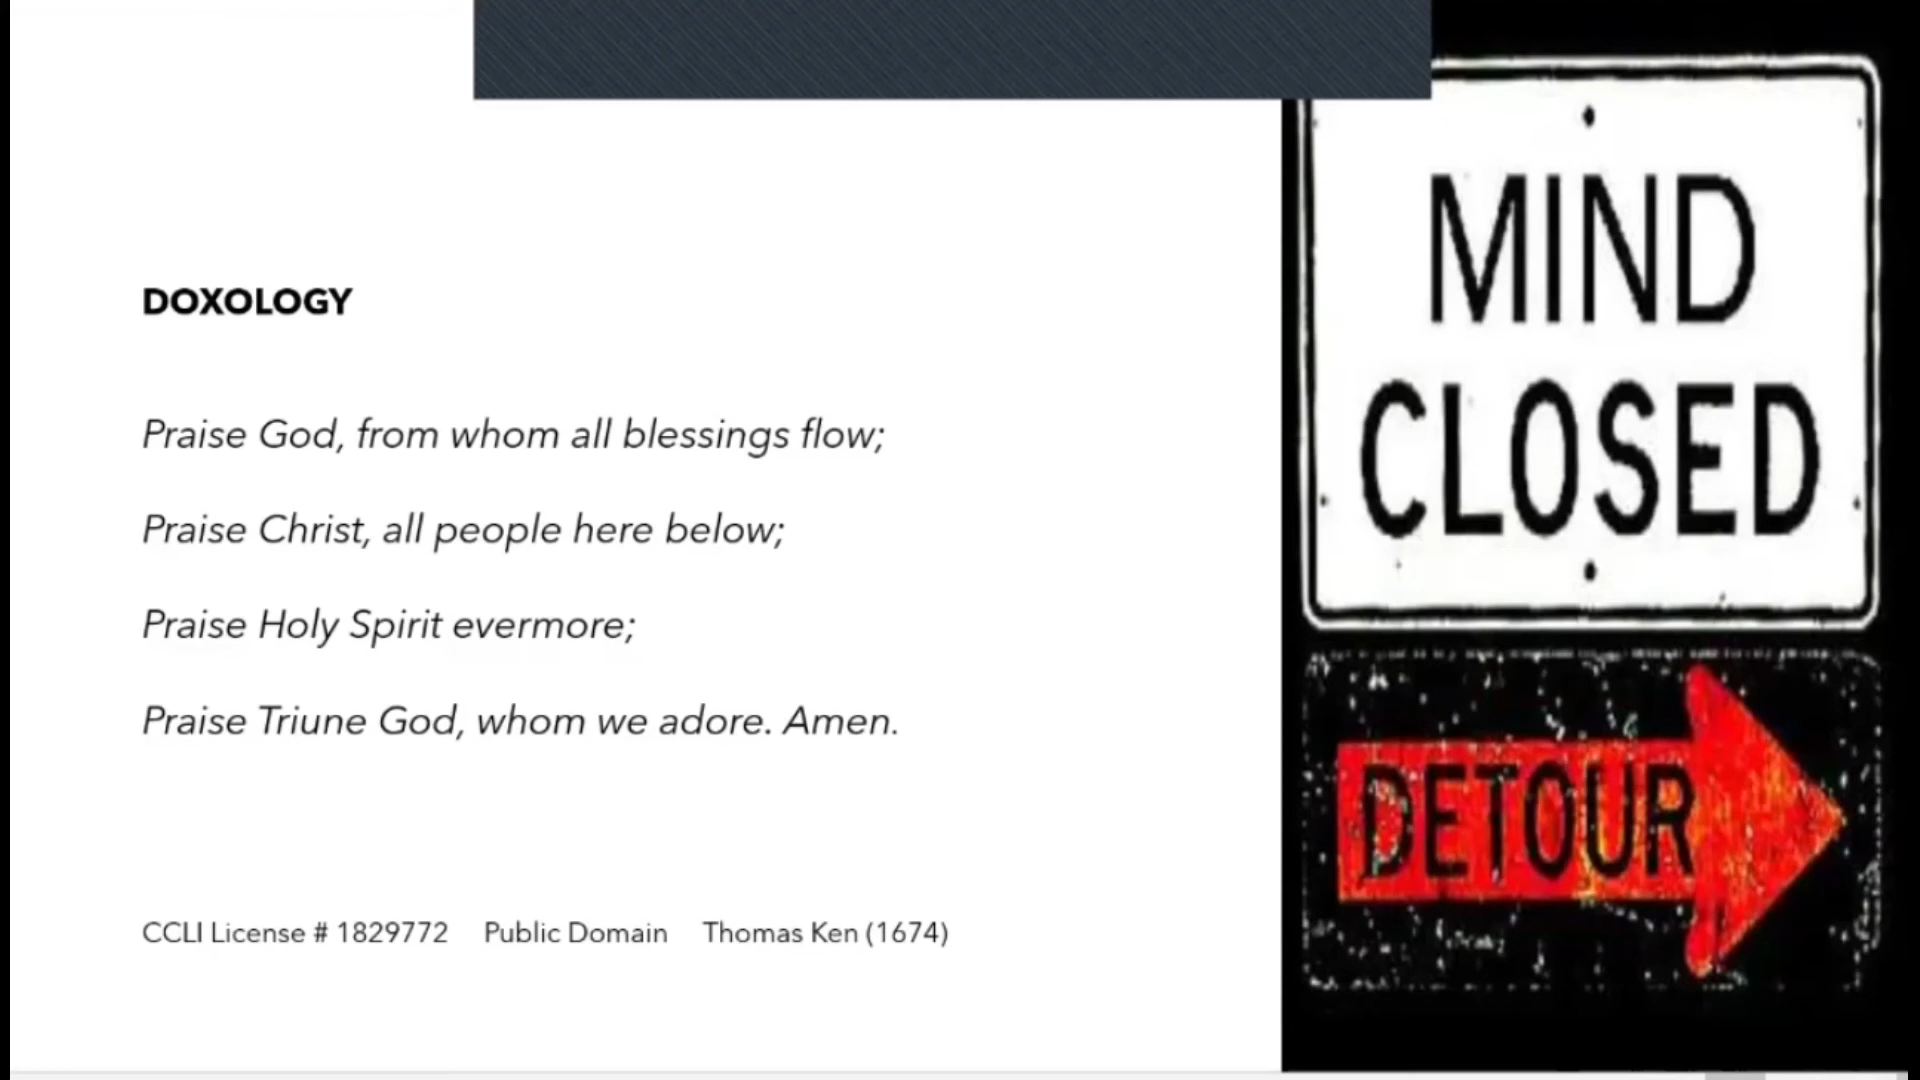 DOXOLOGY
Praise God, from whom all blessings flow;
Praise Christ, all people here below;
Praise Holy Spirit evermore;
Praise Triune God, whom we adore. Amen.
CCLI License # 1829772 Public Domain Thomas Ken (1674)
MIND
CLOSED
DETOUR